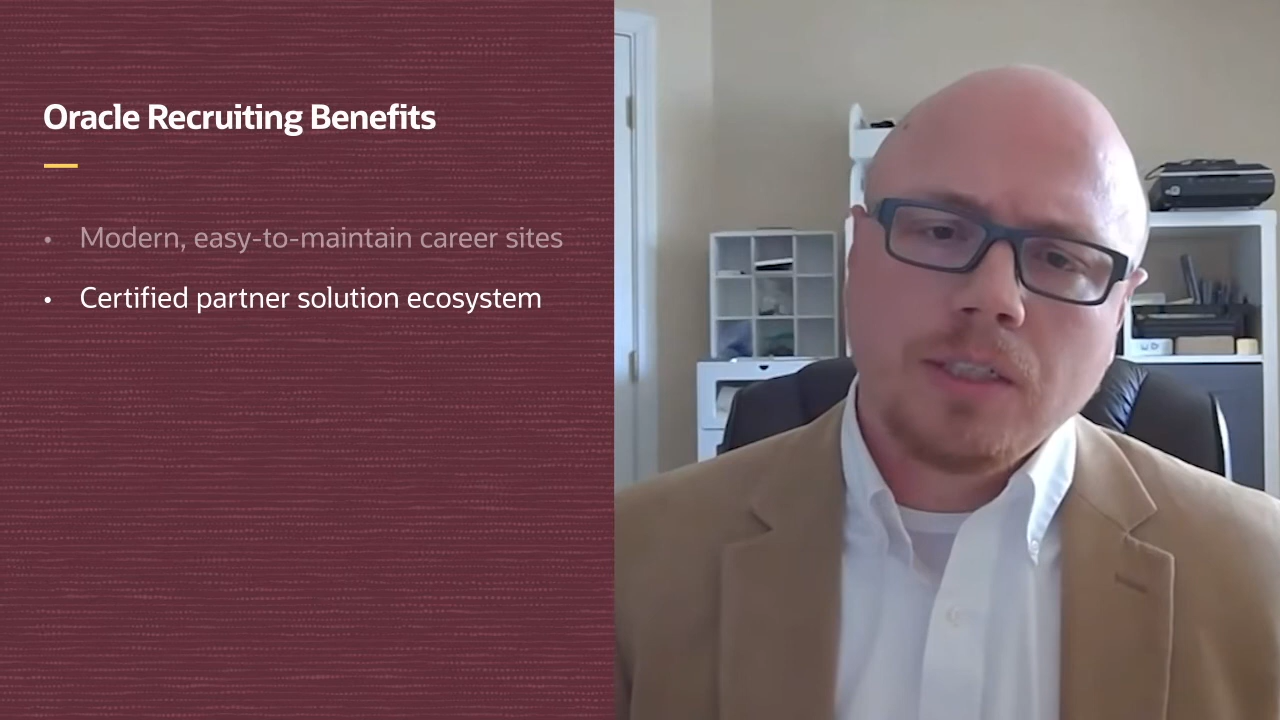 Oracle Recruiting Benefits
• Modern, easy-to-maintain career sites
• Certified partner solution ecosystem